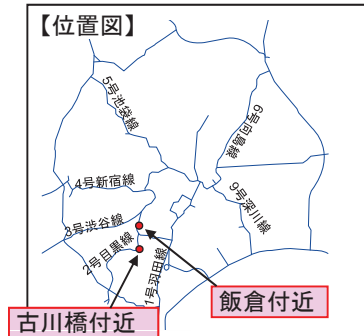 【位置図】
5号池袋線
6号向島線
4号新宿線
9号深川線
3号渋谷線
2号目黒線
1号羽田線
飯倉付近
古川橋付近